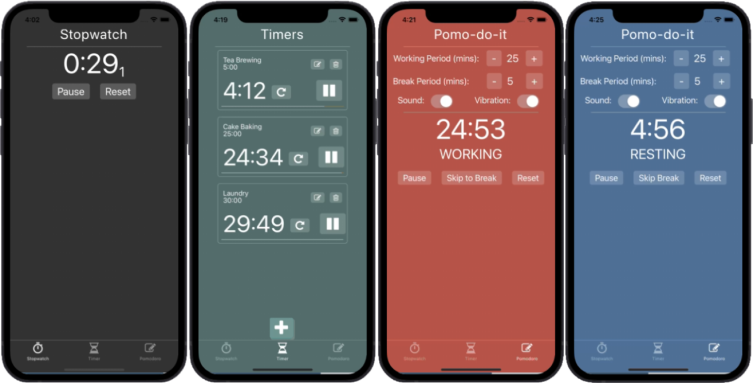 4:02
Stopwatch
0:29₁
Pause Reset
Stopwatch Timer Pomodoro
4:19
Timers
Tea Brewing
5:00
4:12
Cake Baking
25:00
24:34
Laundry
30:00
29:49
+
Stopwatch Timer Pomodoro
4:21
Pomo-do-it
Working Period (mins): - 25 +
Break Period (mins): - 5 +
Sound: Vibration:
24:53
WORKING
Pause Skip to Break Reset
Stopwatch Timer Pomodoro
4:25
Pomo-do-it
Working Period (mins): - 25 +
Break Period (mins): - 5 +
Sound: Vibration:
4:56
RESTING
Pause Skip Break Reset
Stopwatch Timer Pomodoro